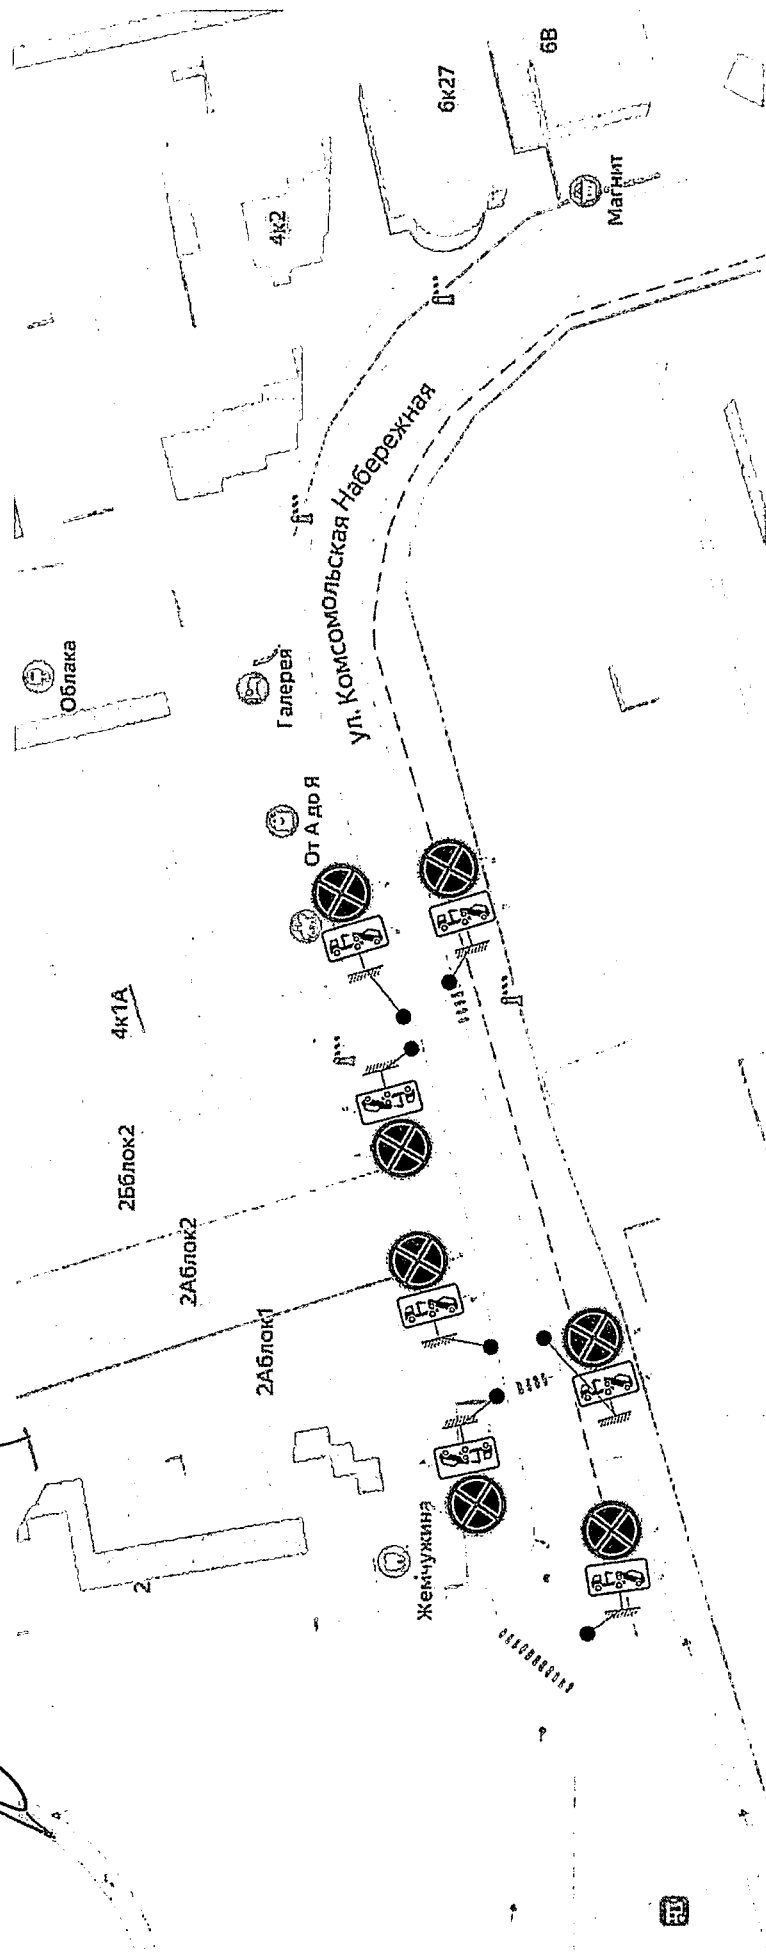 6В
6к27
Магнит
4к2
ул. Комсомольская Набережная
Облака
Галерея
От А до Я
4к1А
2Бблок2
2Аблок2
2Аблок1
2
Жемчужина